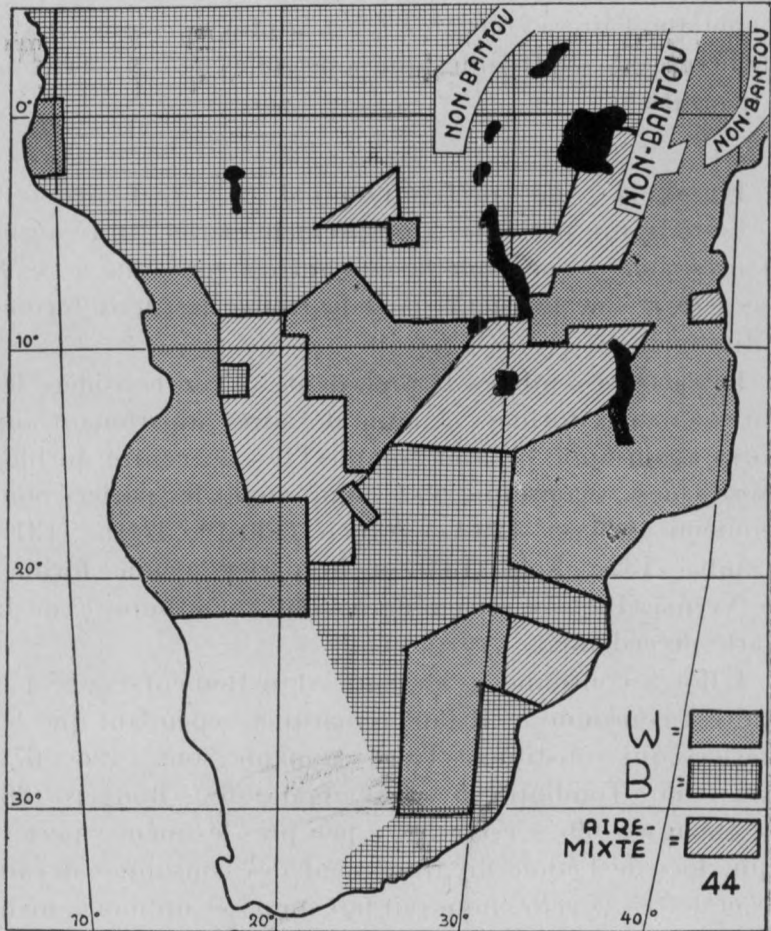 NON-BANTOU
NON-BANTOU
NON-BANTOU
0°
10°
20°
30°
W =
B =
AIRE-
MIXTE =
44
10°
20°
30°
40°